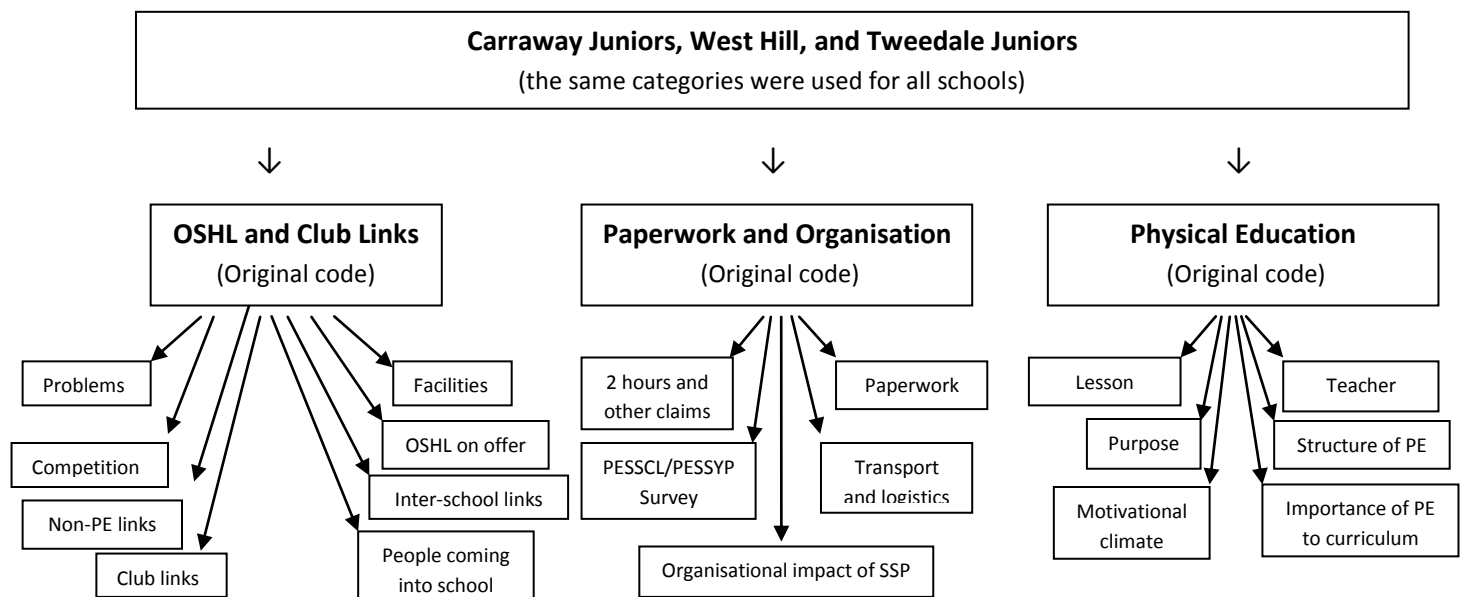 Carraway Juniors, West Hill, and Tweedale Juniors
(the same categories were used for all schools)
OSHL and Club Links
(Original code)
Problems
Competition
Non-PE links
Club links
Facilities
OSHL on offer
Inter-school links
People coming
into school
Paperwork and Organisation
(Original code)
2 hours and
other claims
PESSCL/PESSYP
Survey
Organisational impact of SSP
Paperwork
Transport
and logistics
Physical Education
(Original code)
Lesson
Purpose
Motivational
climate
Teacher
Structure of PE
Importance of PE
to curriculum